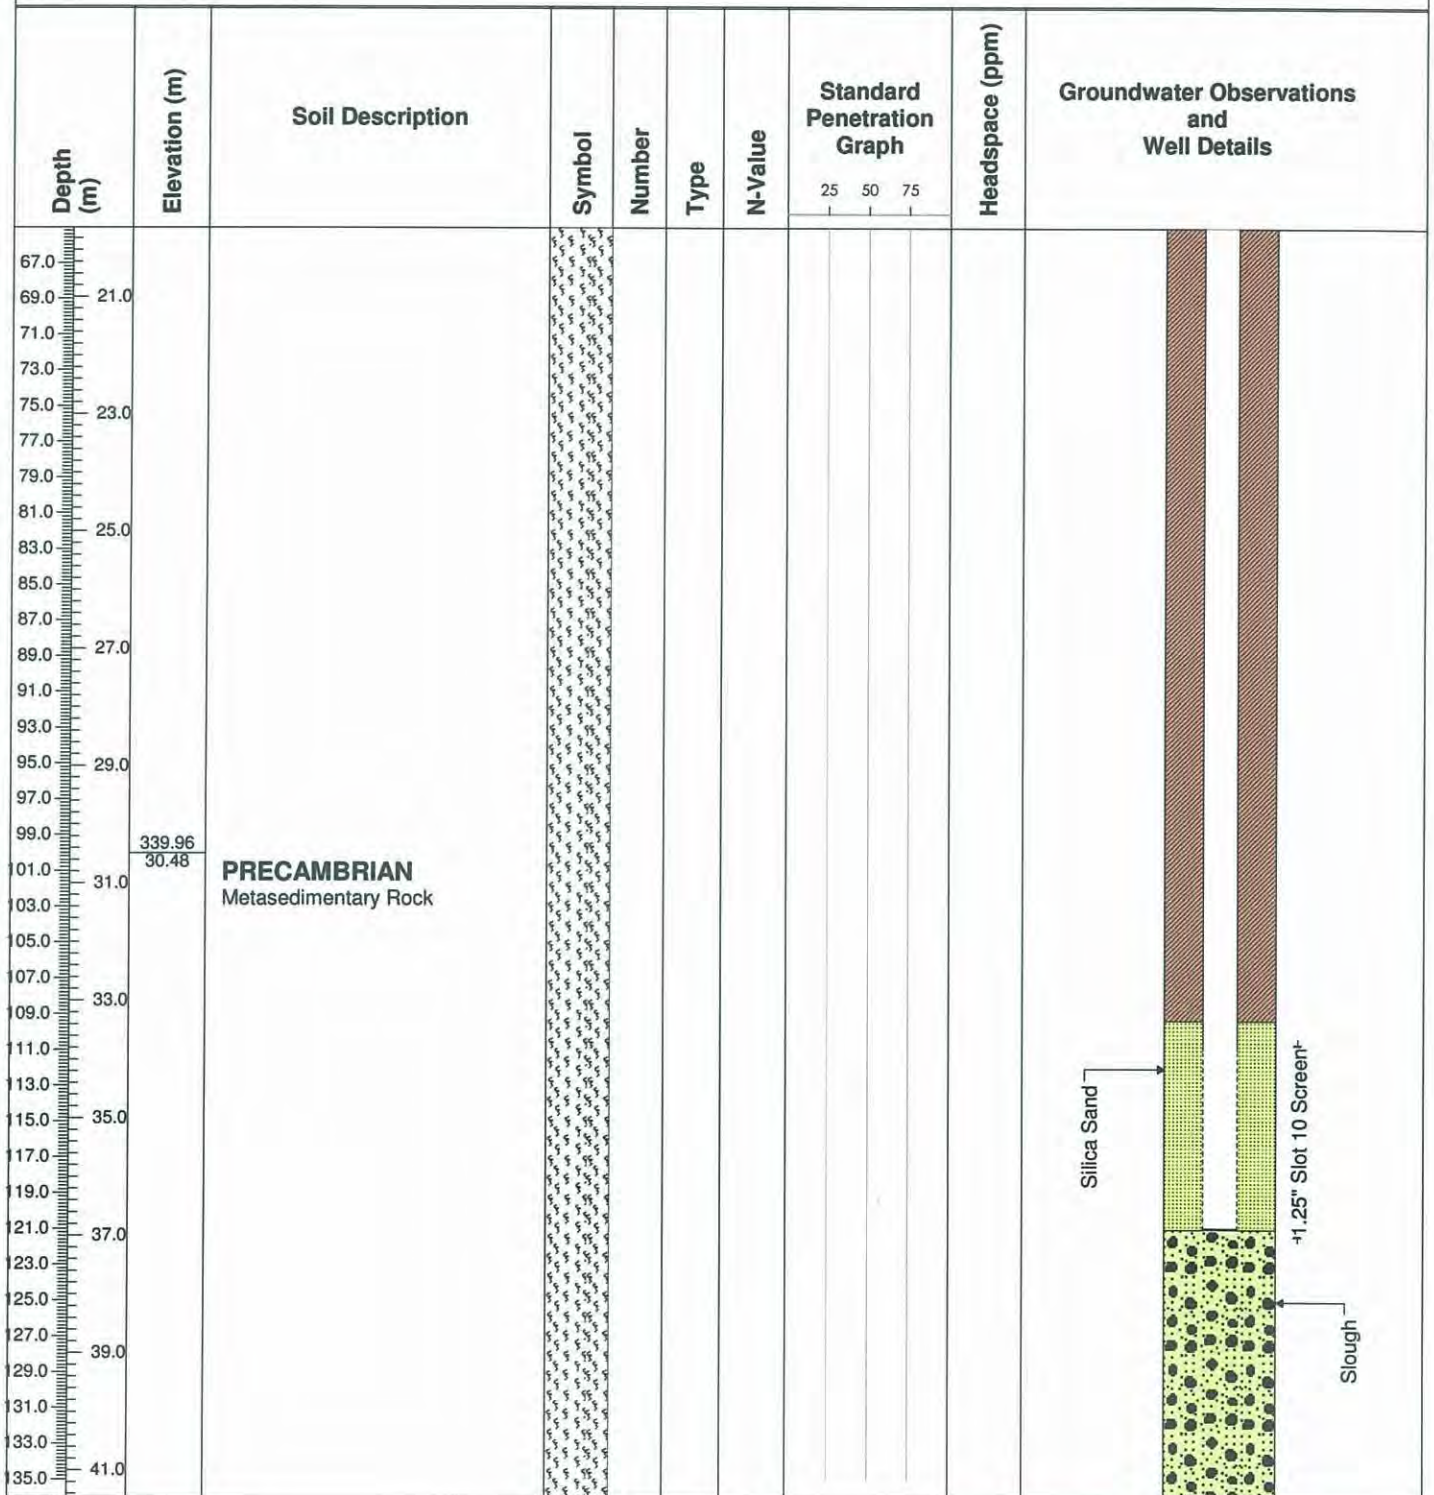 Depth
(m)
Elevation (m)
Soil Description
Symbol
Number
Type
N-Value
Standard
Penetration
Graph
25 50 75
Headspace (ppm)
Groundwater Observations
and
Well Details
67.0
69.0 21.0
71.0
73.0
75.0 23.0
77.0
79.0
81.0 25.0
83.0
85.0
87.0 27.0
89.0
91.0
93.0
95.0 29.0
97.0
99.0
339.96
30.48
101.0 31.0
PRECAMBRIAN
Metasedimentary Rock
103.0
105.0
107.0
109.0 33.0
111.0
113.0
115.0 35.0
117.0
119.0
121.0 37.0
123.0
125.0
127.0
129.0 39.0
131.0
133.0
135.0 41.0
Silica Sand
1.25" Slot 10 Screen
Slough